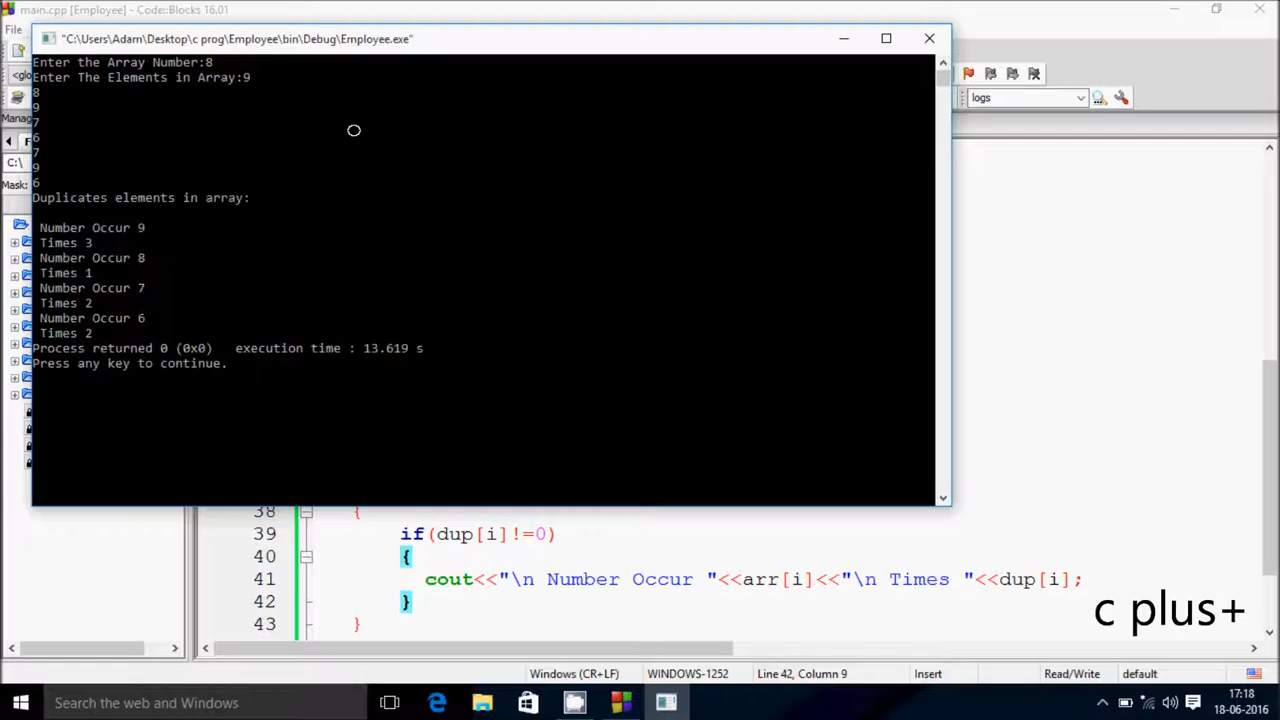 main.cpp [Employee] - Code::Blocks 16.01
File
"C:\Users\Adam\Desktop\c prog\Employee\bin\Debug\Employee.exe"
Enter the Array Number:8
Enter The Elements in Array:9
8
9
7
6
7
9
6
Duplicates elements in array:
Number Occur 9
Times 3
Number Occur 8
Times 1
Number Occur 7
Times 2
Number Occur 6
Times 2
Process returned 0 (0x0)   execution time : 13.619 s
Press any key to continue.
<glo
logs
Manag
F
C:\
Mask:
38 {
39 if(dup[i]!=0)
40 {
41 cout<<"\n Number Occur "<<arr[i]<<"\n Times "<<dup[i];
42 }
43 }
c plus+
Windows (CR+LF) WINDOWS-1252 Line 42, Column 9 Insert Read/Write default
Search the web and Windows
17:18
18-06-2016